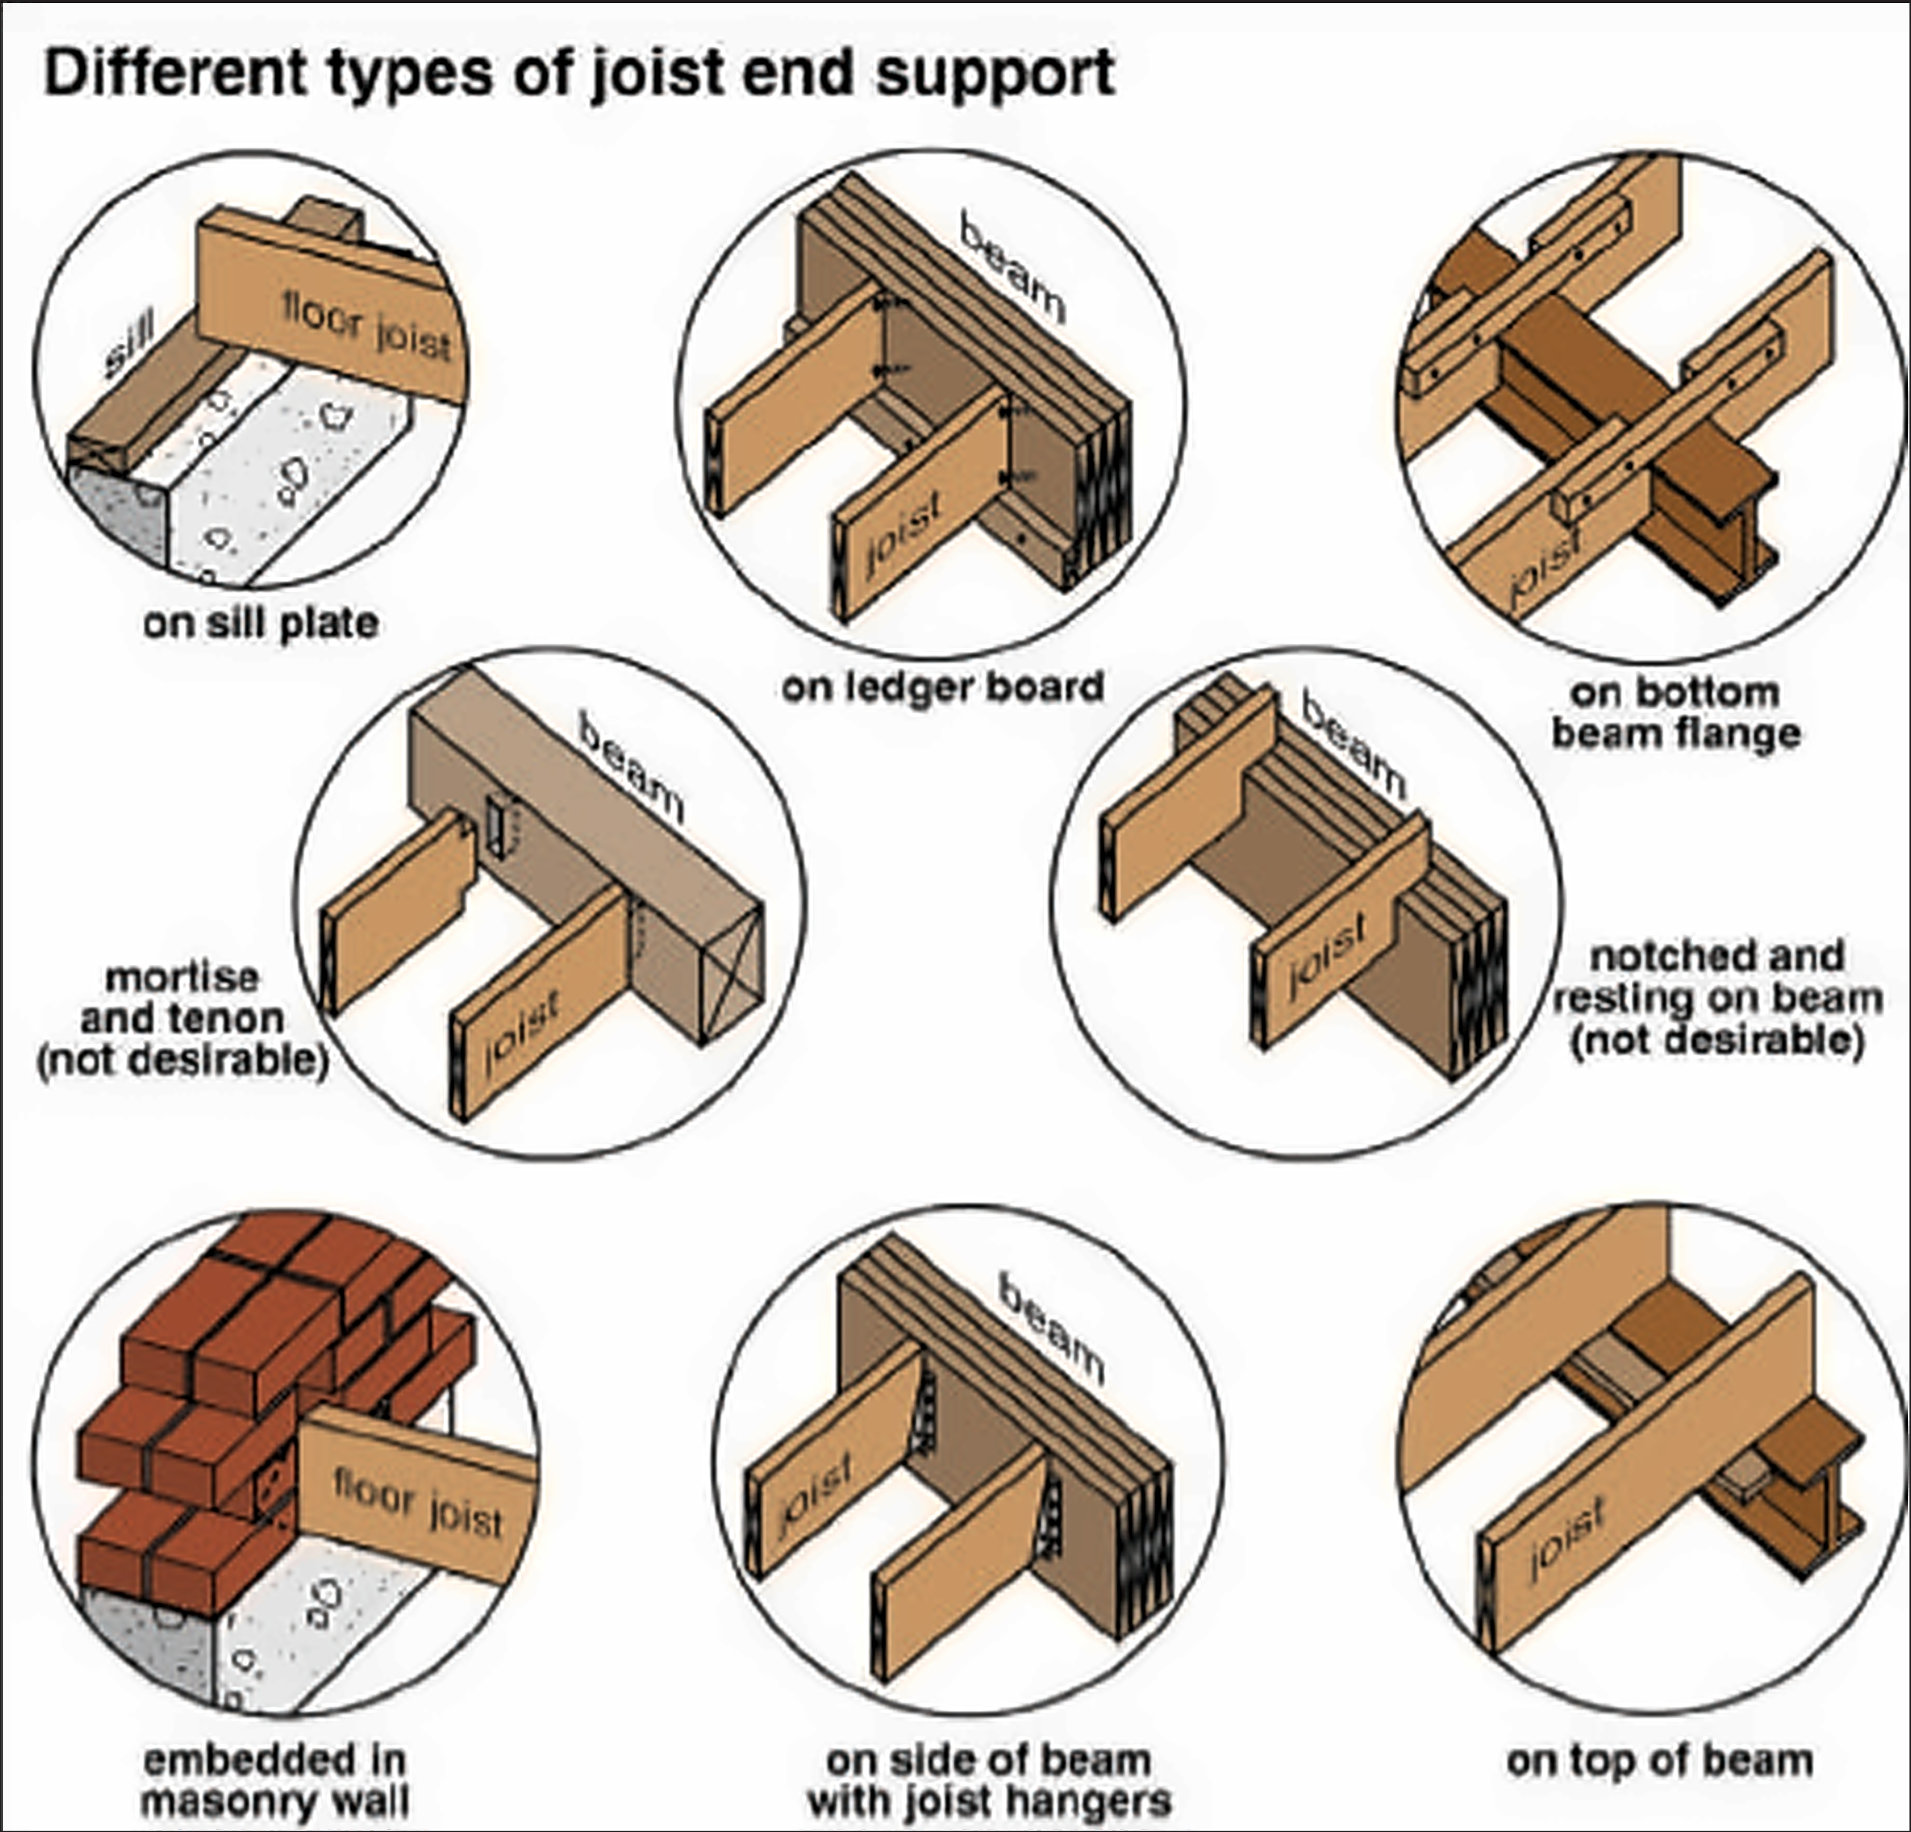 Different types of joist end support
sill
floor joist
on sill plate
beam
joist
on ledger board
joist
on bottom
beam flange
beam
joist
mortise
and tenon
(not desirable)
beam
joist
notched and
resting on beam
(not desirable)
floor joist
embedded in
masonry wall
beam
joist
on side of beam
with joist hangers
joist
on top of beam